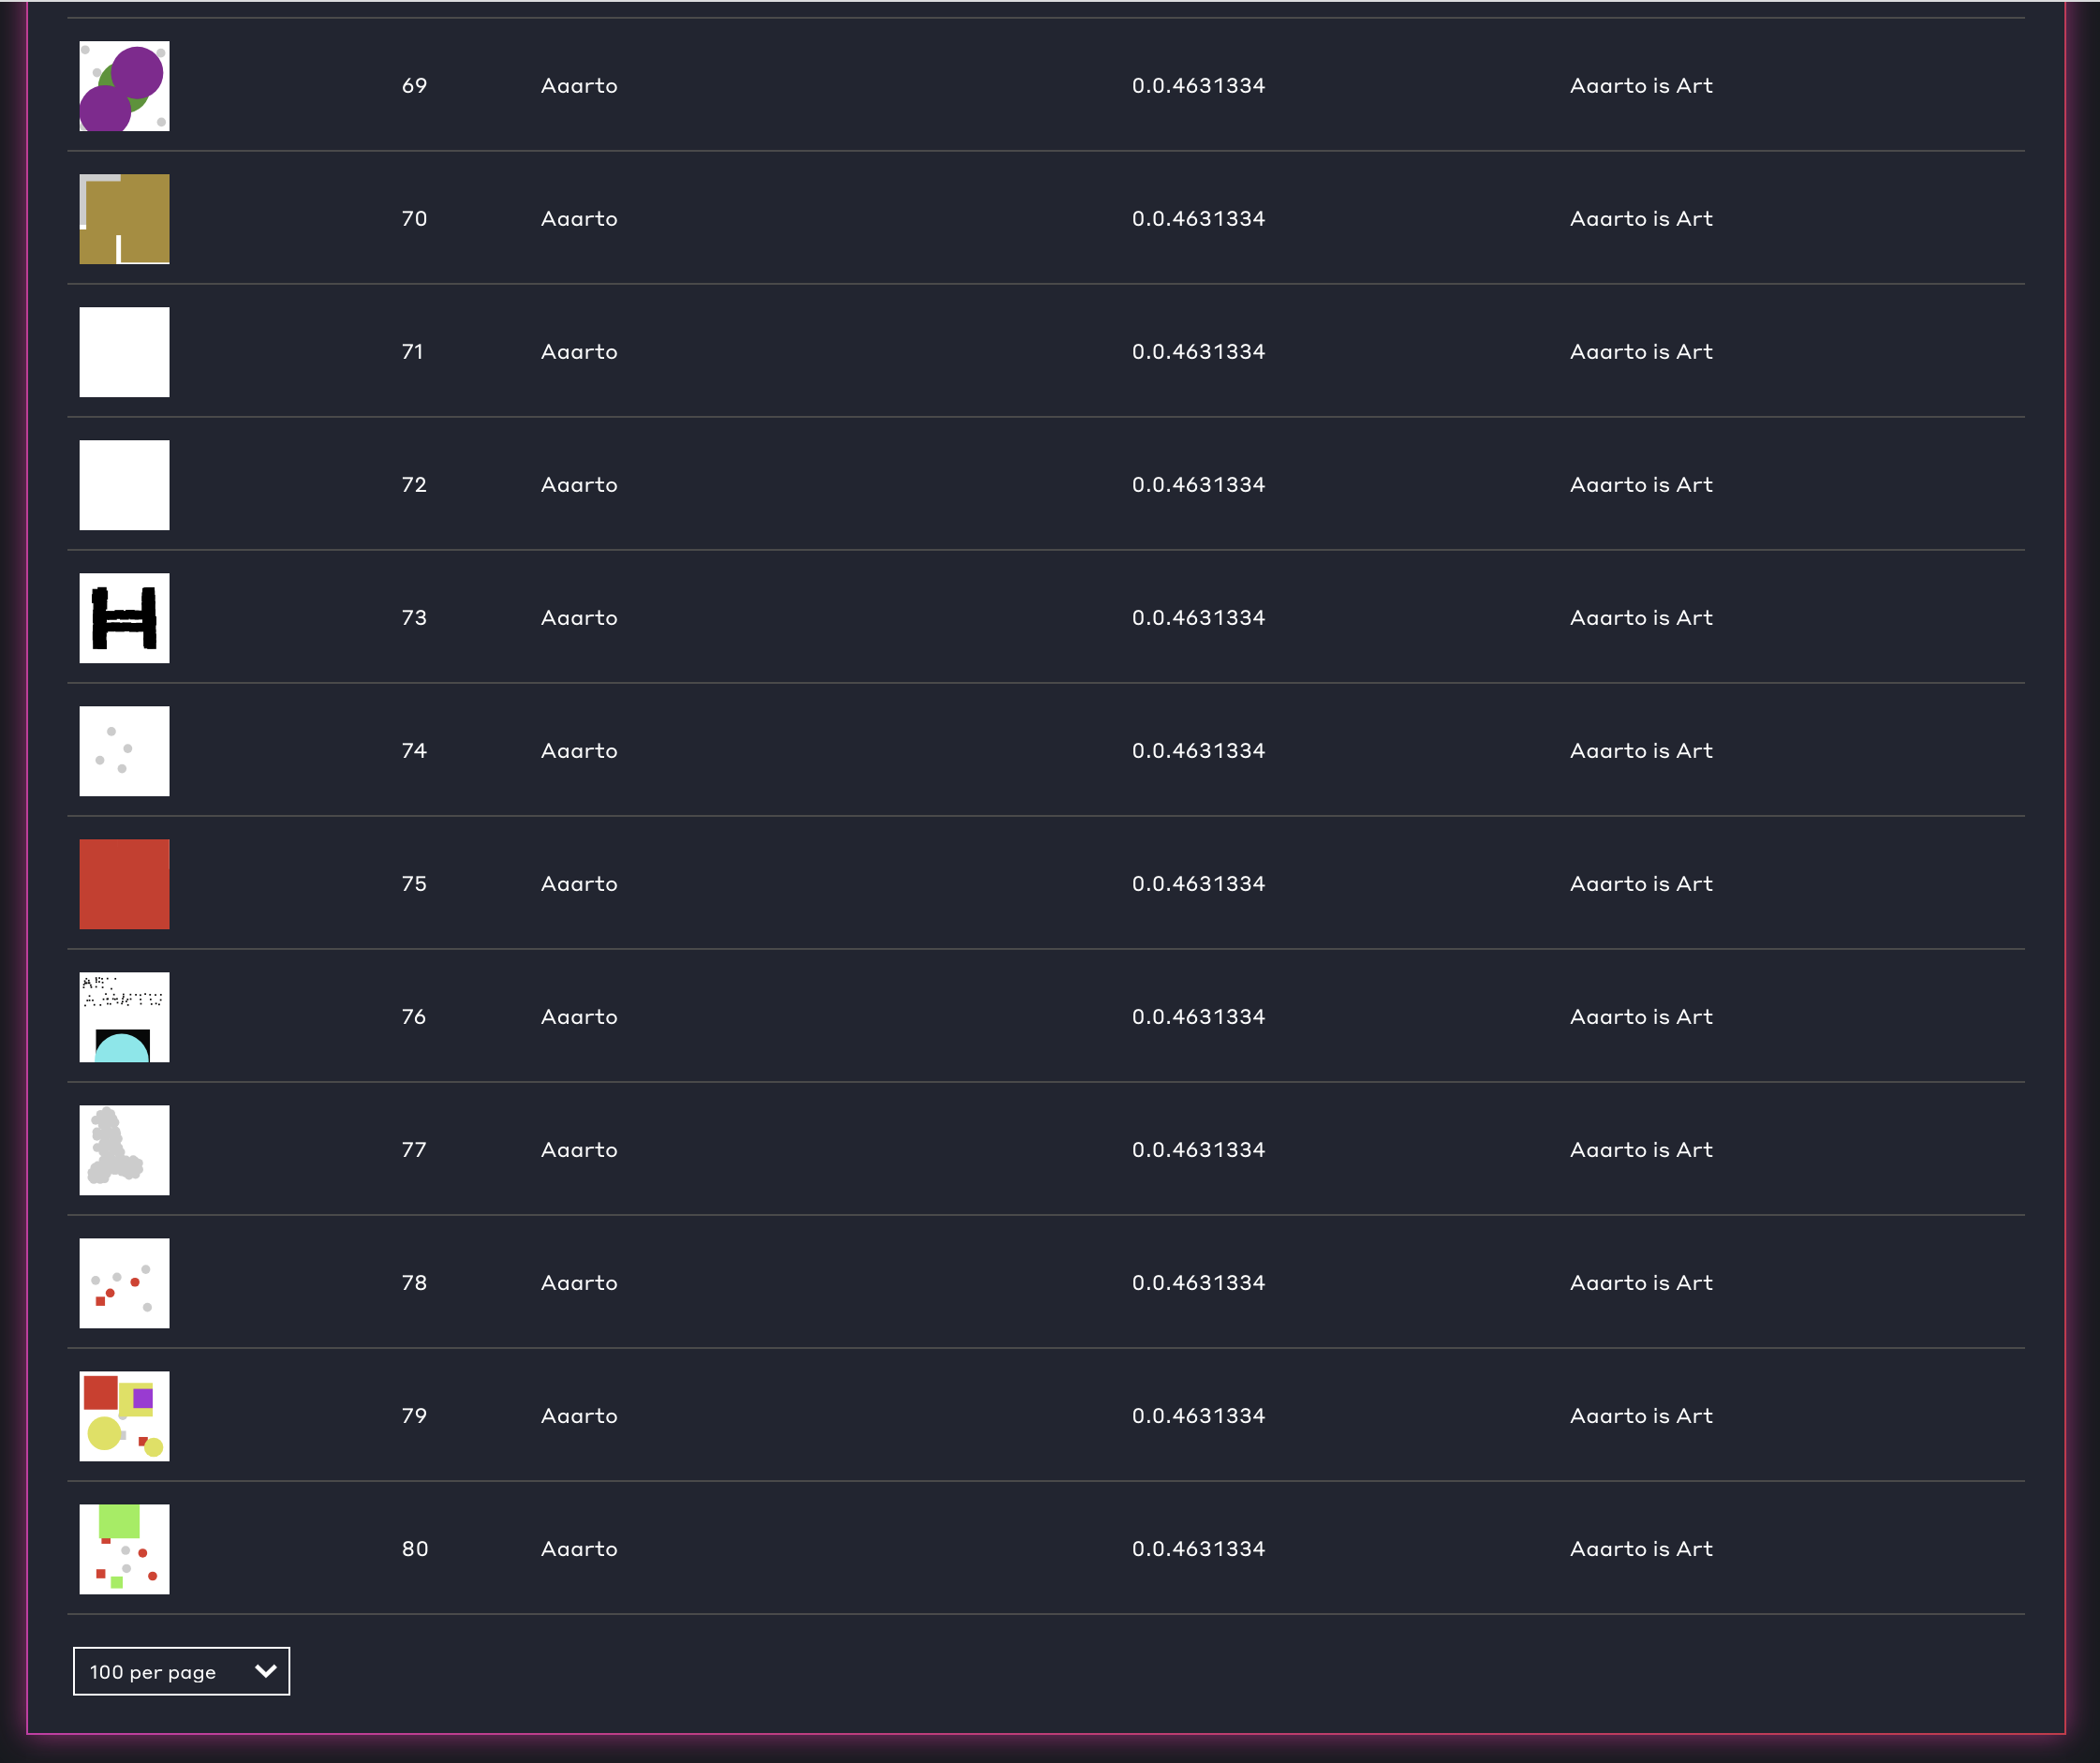 69 Aaarto 0.0.4631334 Aaarto is Art
70 Aaarto 0.0.4631334 Aaarto is Art
71 Aaarto 0.0.4631334 Aaarto is Art
72 Aaarto 0.0.4631334 Aaarto is Art
H 73 Aaarto 0.0.4631334 Aaarto is Art
74 Aaarto 0.0.4631334 Aaarto is Art
75 Aaarto 0.0.4631334 Aaarto is Art
76 Aaarto 0.0.4631334 Aaarto is Art
77 Aaarto 0.0.4631334 Aaarto is Art
78 Aaarto 0.0.4631334 Aaarto is Art
79 Aaarto 0.0.4631334 Aaarto is Art
80 Aaarto 0.0.4631334 Aaarto is Art
100 per page